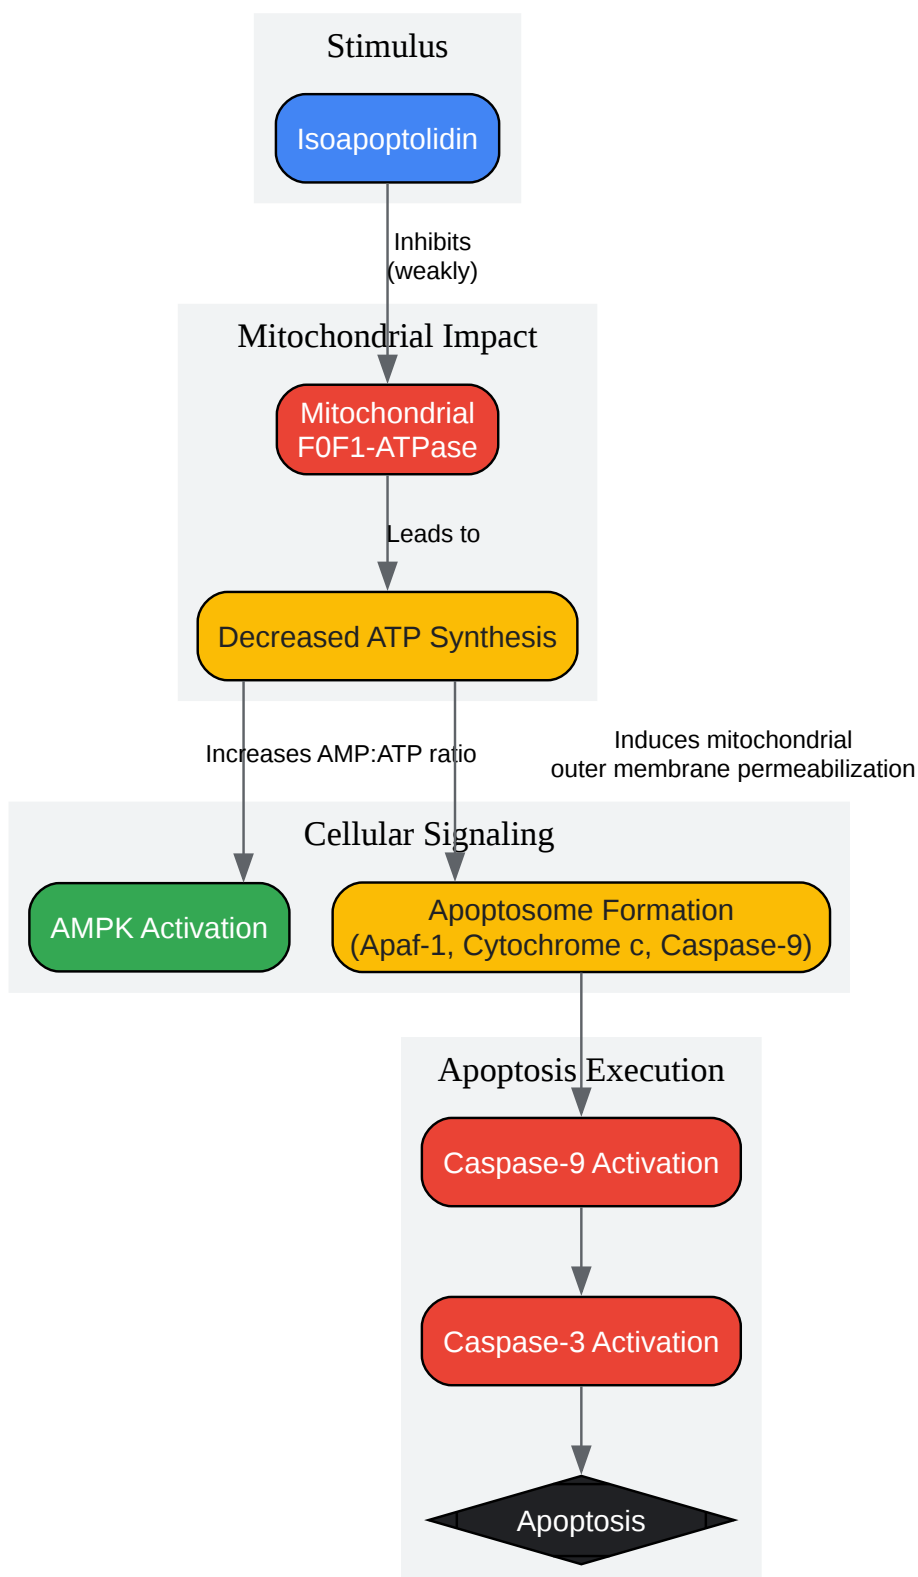 Stimulus
Isoapoptolidin
Inhibits
(weakly)
Mitochondrial Impact
Mitochondrial
F0F1-ATPase
Leads to
Decreased ATP Synthesis
Increases AMP:ATP ratio
Induces mitochondrial
outer membrane permeabilization
Cellular Signaling
AMPK Activation
Apoptosome Formation
(Apaf-1, Cytochrome c, Caspase-9)
Apoptosis Execution
Caspase-9 Activation
Caspase-3 Activation
Apoptosis